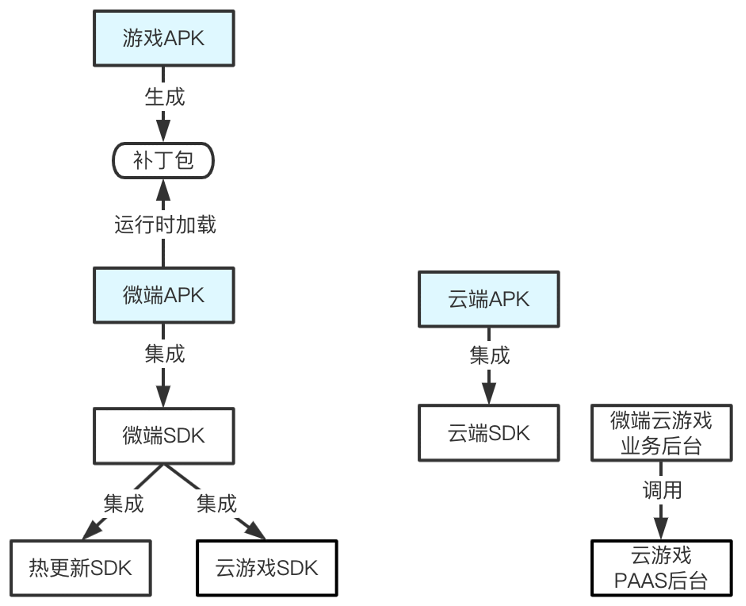 游戏APK
生成
补丁包
运行时加载
微端APK
集成
微端SDK
集成
集成
热更新SDK
云游戏SDK
云端APK
集成
云端SDK
微端云游戏
业务后台
调用
云游戏
PAAS后台